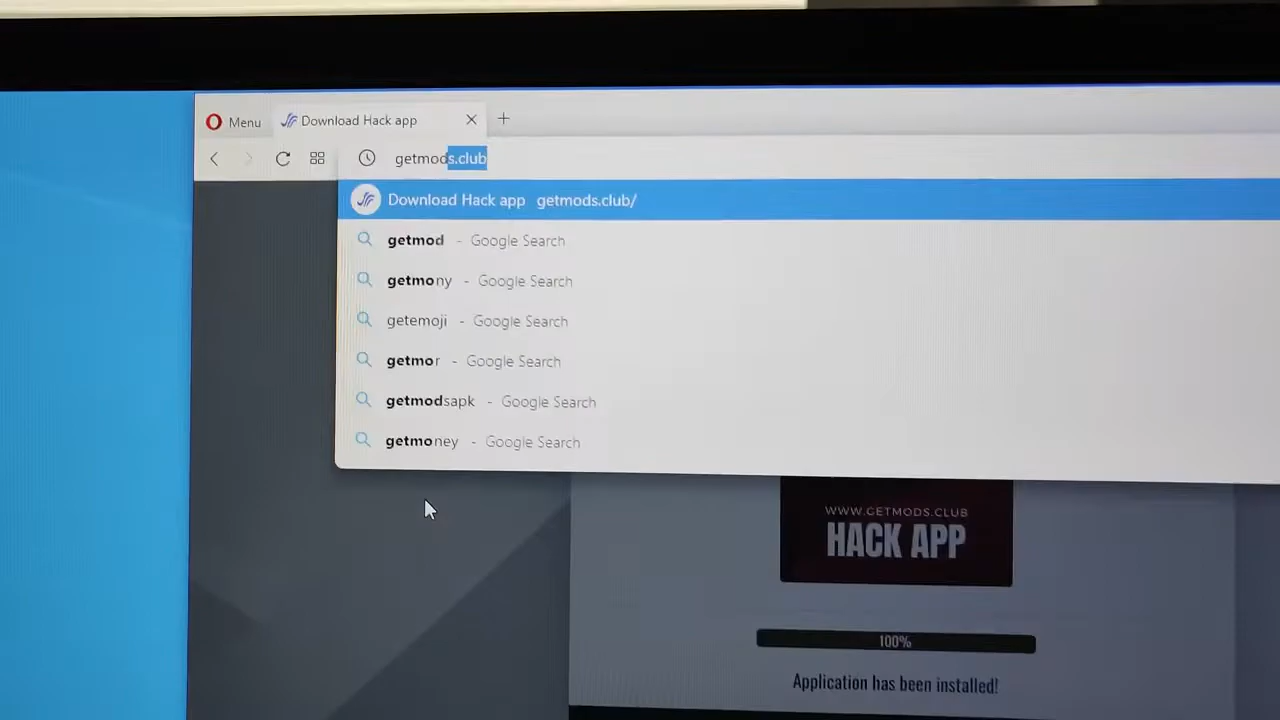 Menu
Download Hack app
getmods.club
Download Hack app getmods.club/
getmod - Google Search
getmony - Google Search
getemoji - Google Search
getmor - Google Search
getmodsapk - Google Search
getmoney - Google Search
WWW.GETMODS.CLUB
HACK APP
100%
Application has been installed!